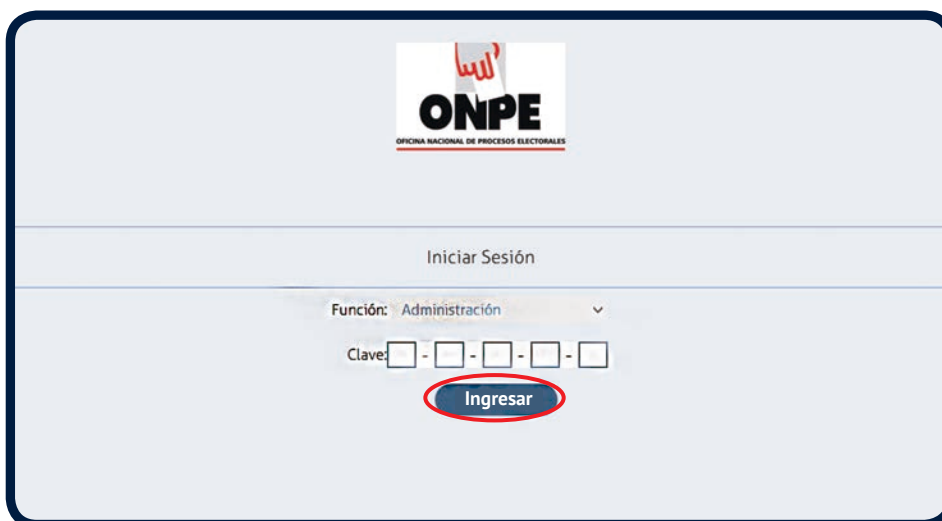 ONPE
OFICINA NACIONAL DE PROCESOS ELECTORALES
Iniciar Sesión
Función: Administración
Clave: - - - -
Ingresar